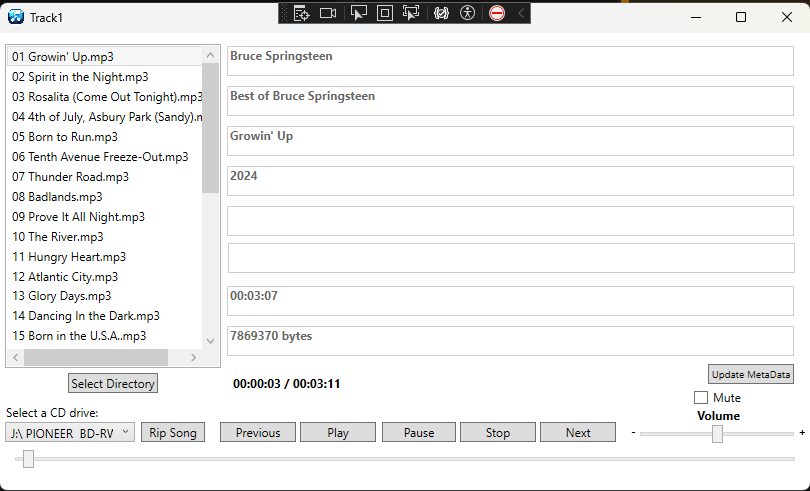 Track1
01 Growin' Up.mp3
02 Spirit in the Night.mp3
03 Rosalita (Come Out Tonight).mp3
04 4th of July, Asbury Park (Sandy).m
05 Born to Run.mp3
06 Tenth Avenue Freeze-Out.mp3
07 Thunder Road.mp3
08 Badlands.mp3
09 Prove It All Night.mp3
10 The River.mp3
11 Hungry Heart.mp3
12 Atlantic City.mp3
13 Glory Days.mp3
14 Dancing In the Dark.mp3
15 Born in the U.S.A..mp3
Bruce Springsteen
Best of Bruce Springsteen
Growin' Up
2024
00:03:07
7869370 bytes
Select Directory
00:00:03 / 00:03:11
Update MetaData
Mute
Select a CD drive:
Volume
J:\ PIONEER BD-RV
Rip Song
Previous
Play
Pause
Stop
Next
- +